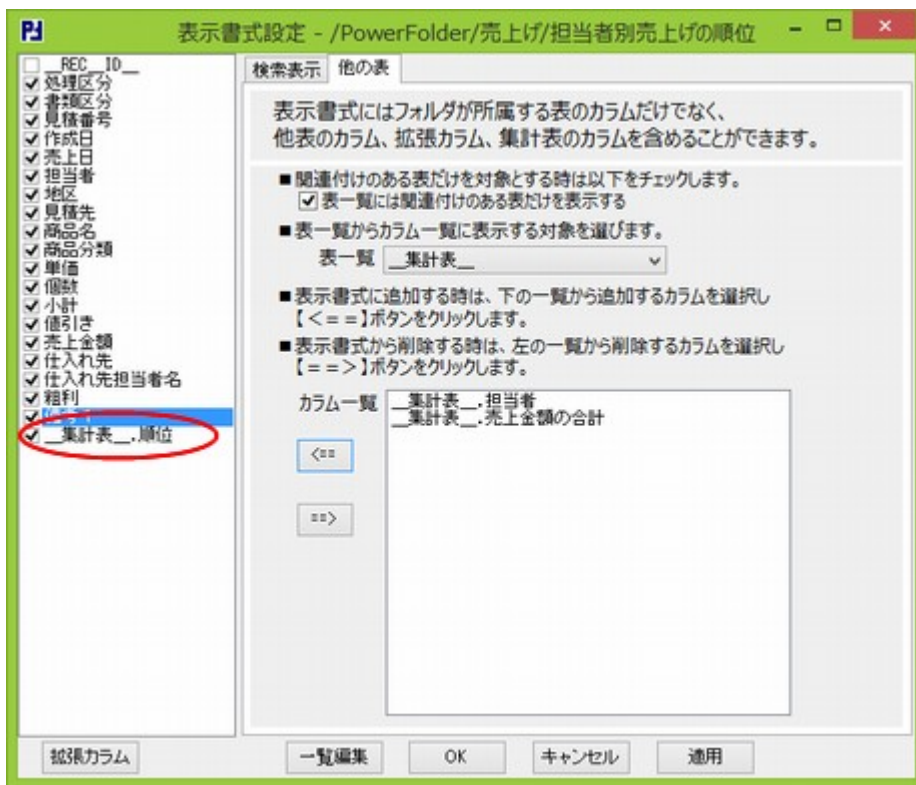 表示書式設定 - /PowerFolder/売上げ/担当者別売上げの順位
__REC_ID__
処理区分
書類区分
見積番号
作成日
売上日
担当者
地区
見積先
商品名
商品分類
単価
個数
小計
値引き
売上金額
仕入れ先
仕入れ先担当者名
粗利
__集計表__.順位
検索表示 他の表
表示書式にはフォルダが所属する表のカラムだけでなく、
他表のカラム、拡張カラム、集計表のカラムを含めることができます。
■関連付けのある表だけを対象とする時は以下をチェックします。
表一覧には関連付けのある表だけを表示する
■表一覧からカラム一覧に表示する対象を選びます。
表一覧 __集計表__
■表示書式に追加する時は、下の一覧から追加するカラムを選択し
【<==】ボタンをクリックします。
■表示書式から削除する時は、左の一覧から削除するカラムを選択し
【==>】ボタンをクリックします。
カラム一覧
__集計表__.担当者
__集計表__.売上金額の合計
<==
==>
拡張カラム 一覧編集 OK キャンセル 適用